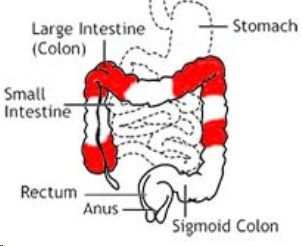 Large Intestine
(Colon)
Stomach
Small
Intestine
Rectum
Anus
Sigmoid Colon